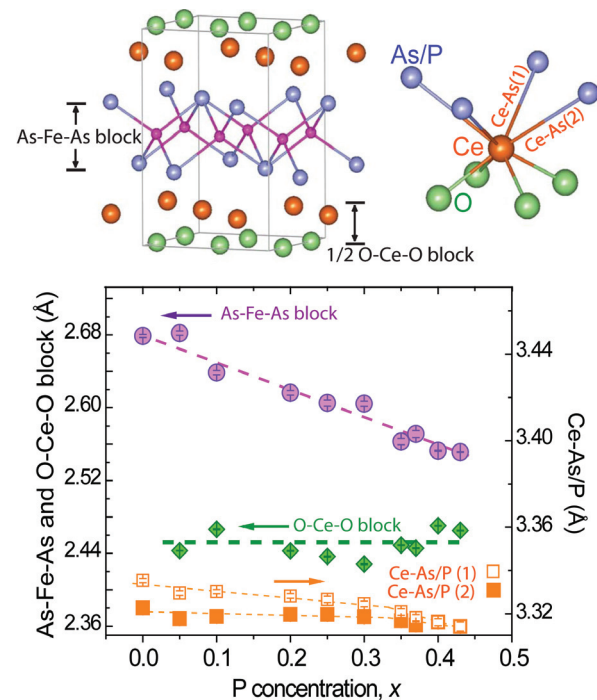 As/P
Ce-As(1)
Ce-As(2)
As-Fe-As block
Ce
O
1/2 O-Ce-O block
As-Fe-As and O-Ce-O block (Å)
2.68
2.60
2.52
2.44
2.36
As-Fe-As block
O-Ce-O block
Ce-As/P (1)
Ce-As/P (2)
3.44
3.40
3.36
3.32
Ce-As/P (Å)
0.0 0.1 0.2 0.3 0.4 0.5
P concentration, x